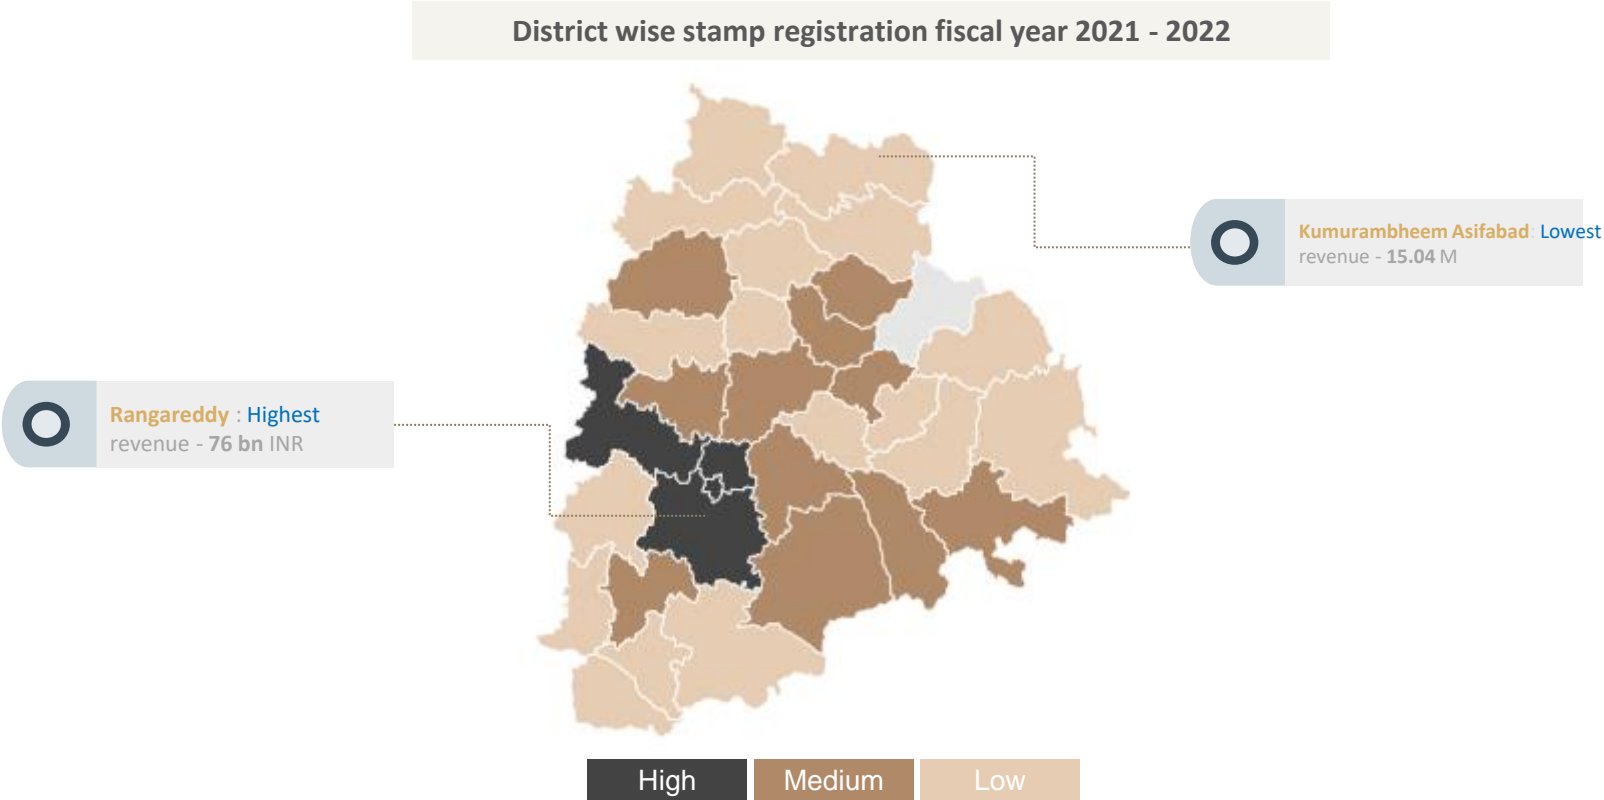 District wise stamp registration fiscal year 2021 - 2022
Kumurambheem Asifabad: Lowest
revenue - 15.04 M
Rangareddy : Highest
revenue - 76 bn INR
High
Medium
Low